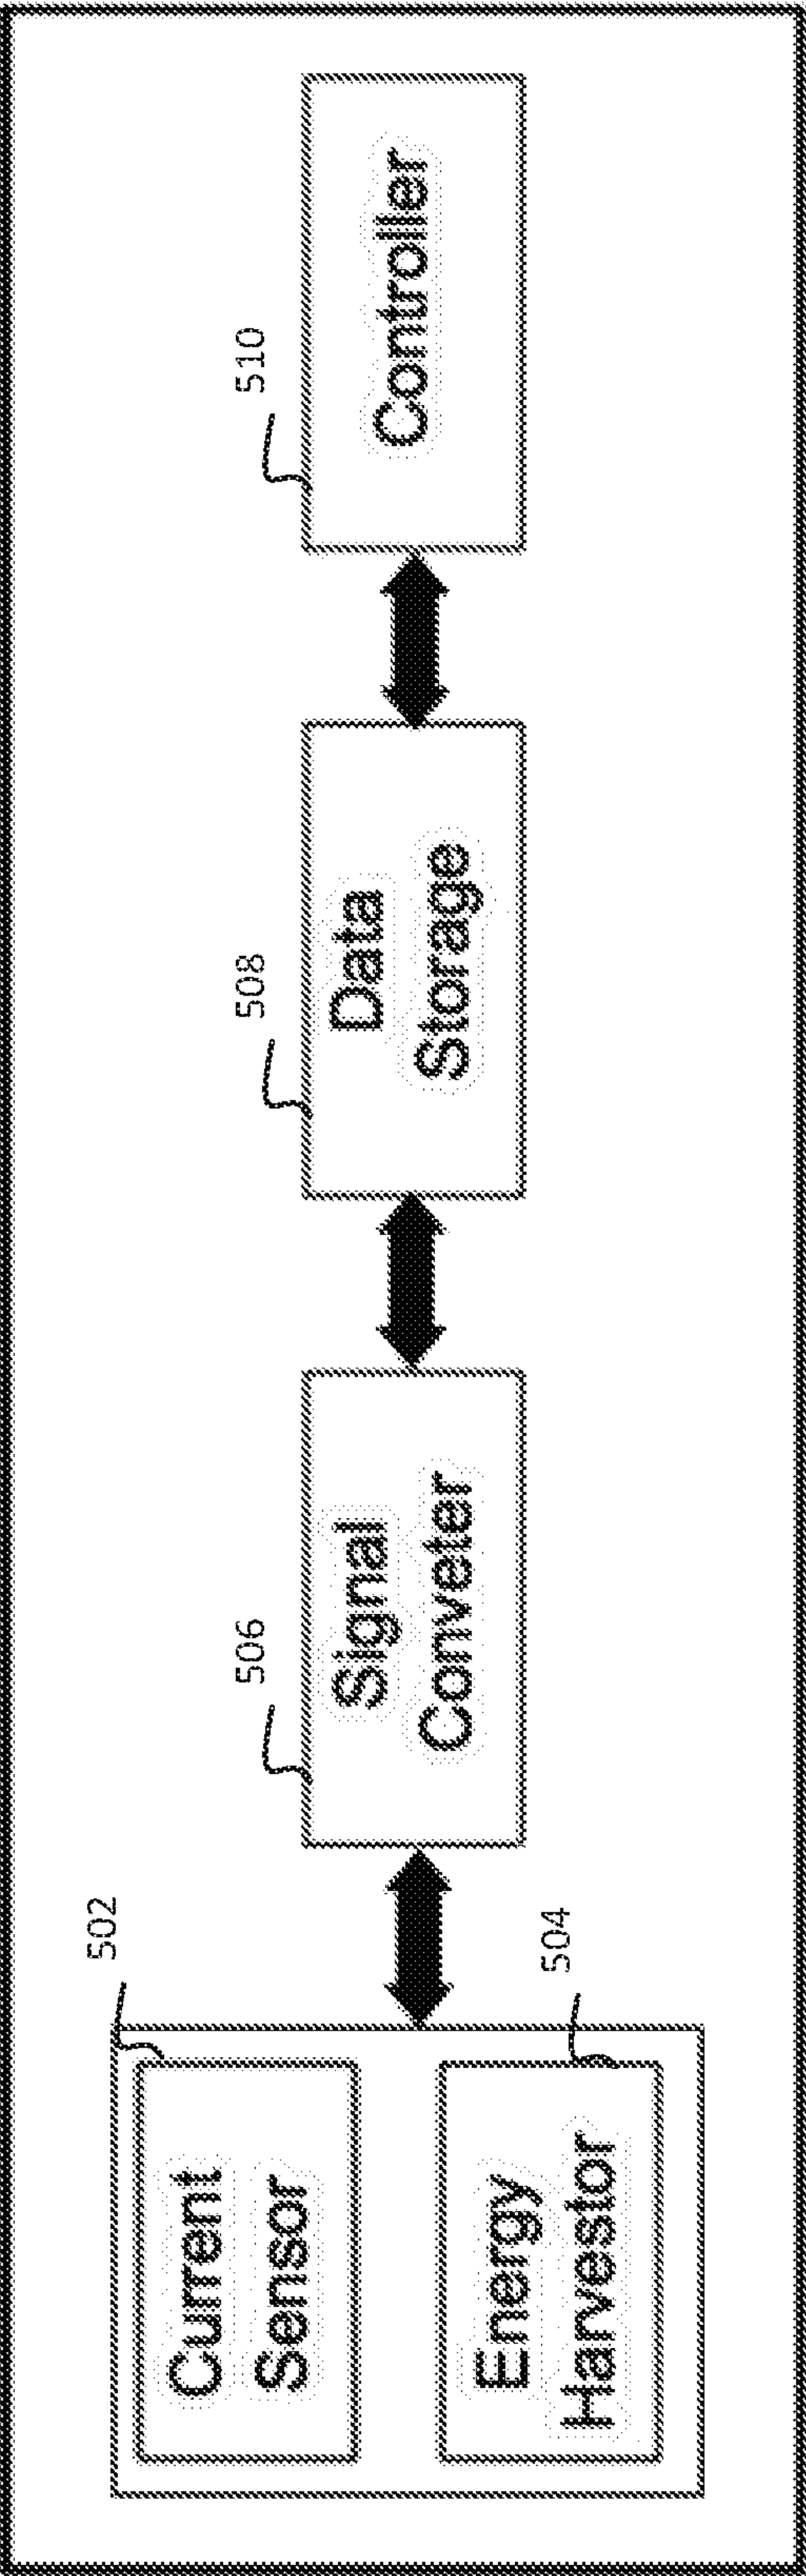 502
Current
Sensor
504
Energy
Harvestor
506
Signal
Conveter
508
Data
Storage
510
Controller